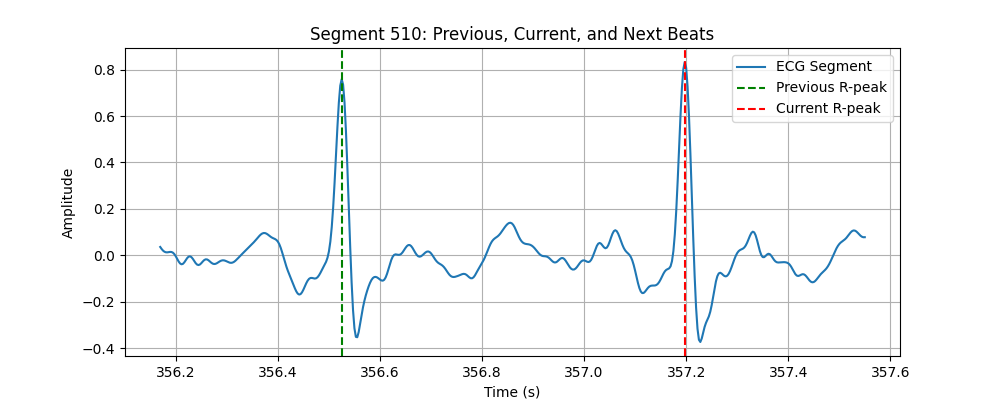 Segment 510: Previous, Current, and Next Beats
ECG Segment
Previous R-peak
Current R-peak
Amplitude
0.8
0.6
0.4
0.2
0.0
−0.2
−0.4
356.2 356.4 356.6 356.8 357.0 357.2 357.4 357.6
Time (s)